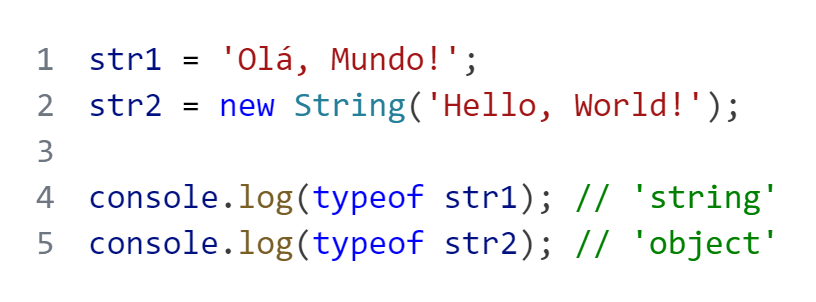 1 str1 = 'Olá, Mundo!';
2 str2 = new String('Hello, World!');
3
4 console.log(typeof str1); // 'string'
5 console.log(typeof str2); // 'object'